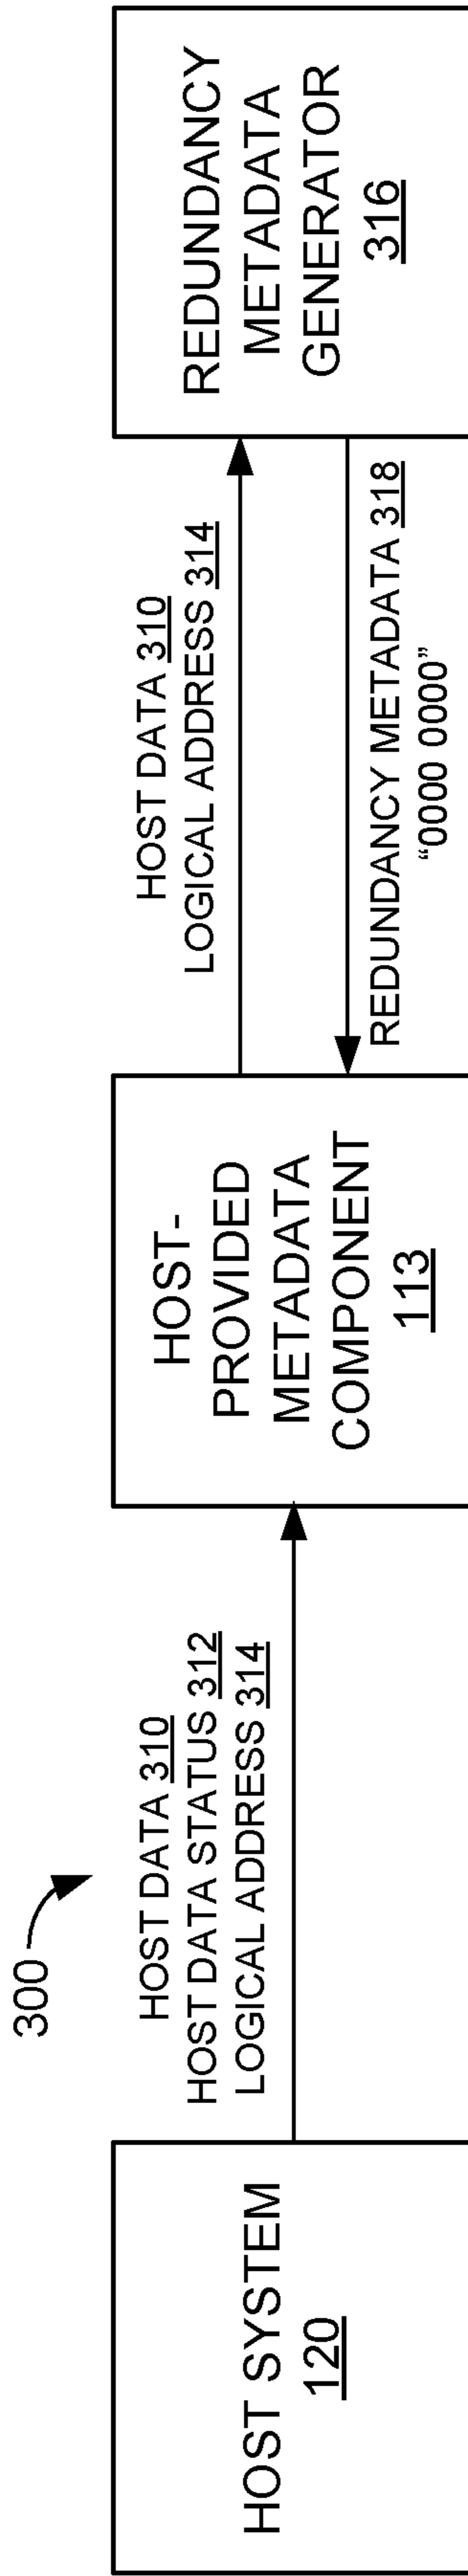 300
HOST SYSTEM
120
HOST DATA 310
HOST DATA STATUS 312
LOGICAL ADDRESS 314
HOST-
PROVIDED
METADATA
COMPONENT
113
HOST DATA 310
LOGICAL ADDRESS 314
REDUNDANCY METADATA 318
“0000 0000”
REDUNDANCY
METADATA
GENERATOR
316